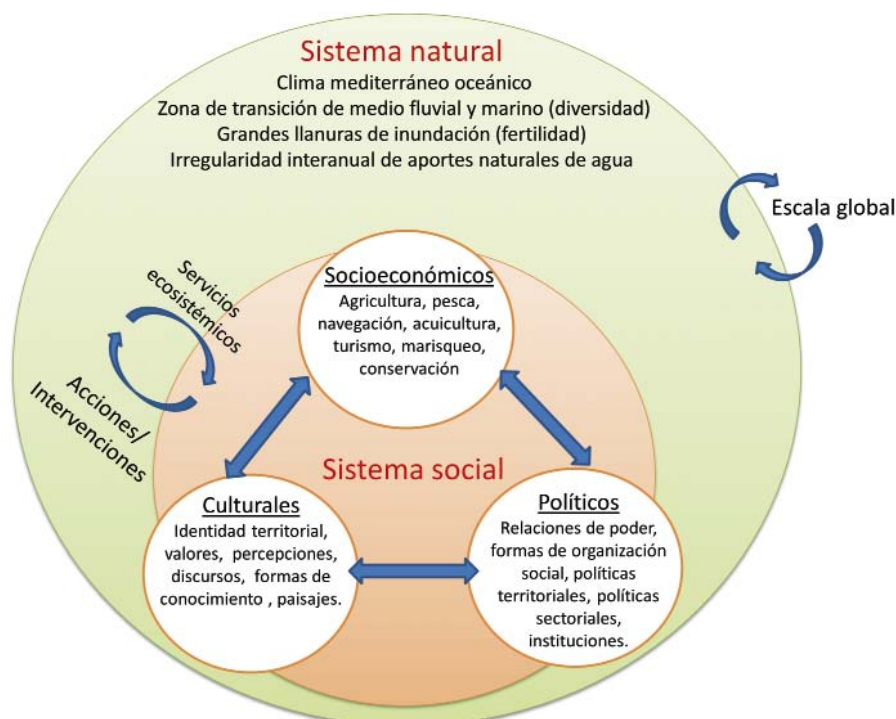 Sistema natural
Clima mediterráneo oceánico
Zona de transición de medio fluvial y marino (diversidad)
Grandes llanuras de inundación (fertilidad)
Irregularidad interanual de aportes naturales de agua
Escala global
Servicios
ecosistémicos
Acciones/
Intervenciones
Socioeconómicos
Agricultura, pesca,
navegación, acuicultura,
turismo, marisqueo,
conservación
Sistema social
Culturales
Identidad territorial,
valores, percepciones,
discursos, formas de
conocimiento , paisajes.
Políticos
Relaciones de poder,
formas de organización
social, políticas
territoriales, políticas
sectoriales,
instituciones.